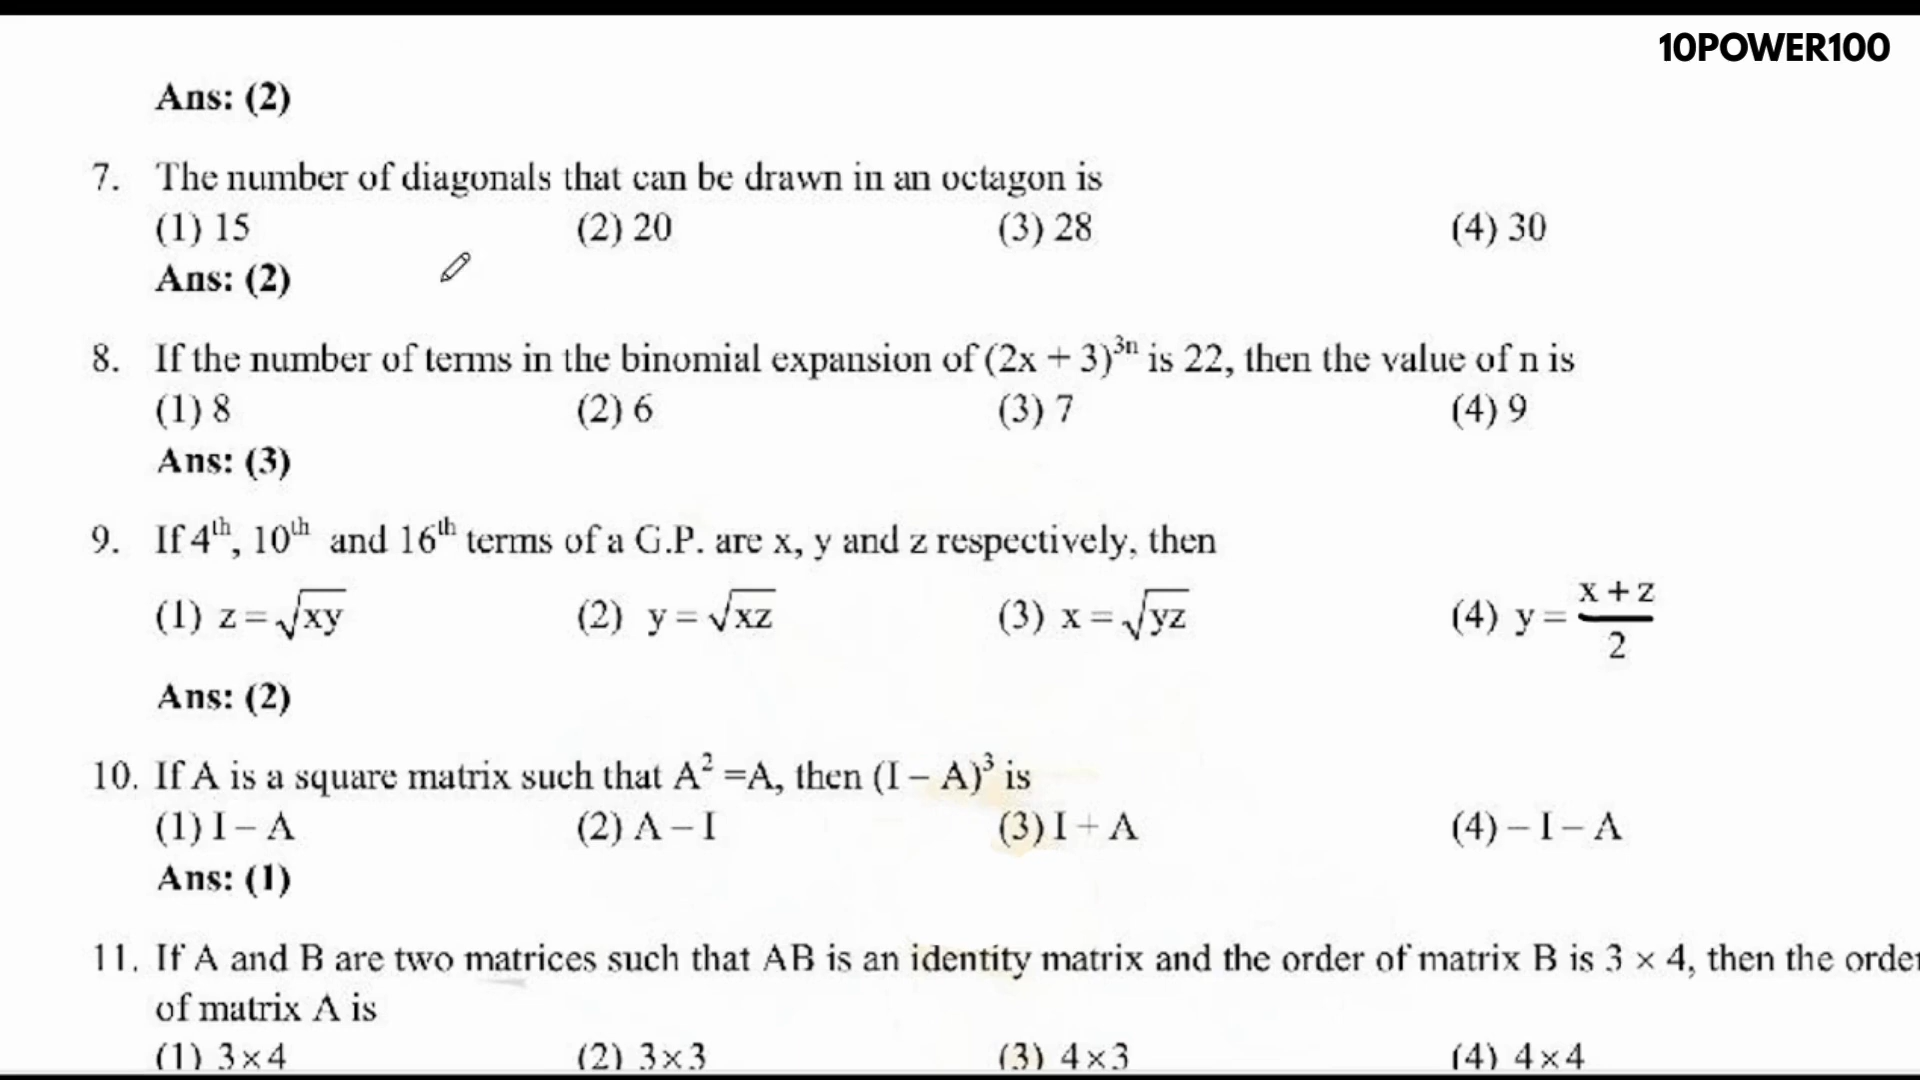 10POWER100
Ans: (2)
7. The number of diagonals that can be drawn in an octagon is
(1) 15 (2) 20 (3) 28 (4) 30
Ans: (2)
8. If the number of terms in the binomial expansion of (2x + 3)³ⁿ is 22, then the value of n is
(1) 8 (2) 6 (3) 7 (4) 9
Ans: (3)
9. If 4th, 10th and 16th terms of a G.P. are x, y and z respectively, then
(1) z = √xy (2) y = √xz (3) x = √yz (4) y = x + z / 2
Ans: (2)
10. If A is a square matrix such that A² =A, then (I – A)³ is
(1) I – A (2) A – I (3) I + A (4) – I – A
Ans: (1)
11. If A and B are two matrices such that AB is an identity matrix and the order of matrix B is 3 × 4, then the order
of matrix A is
(1) 3×4 (2) 3×3 (3) 4×3 (4) 4×4